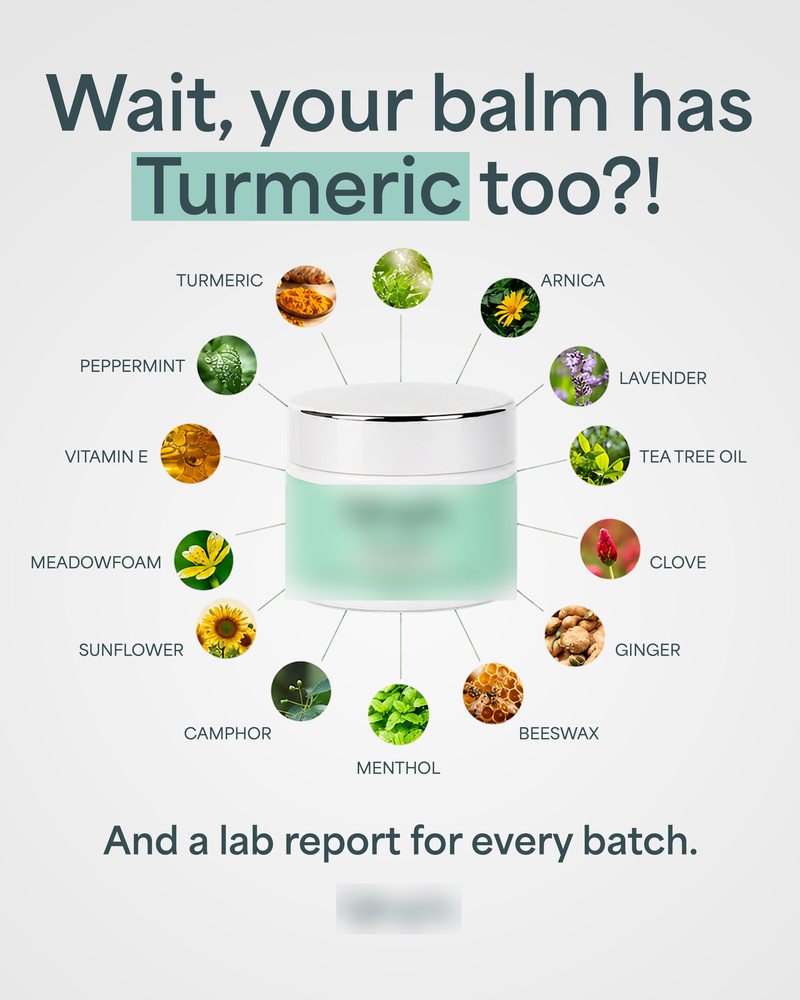 Wait, your balm has
Turmeric too?!
TURMERIC
ARNICA
PEPPERMINT
LAVENDER
VITAMIN E
TEA TREE OIL
MEADOWFOAM
CLOVE
SUNFLOWER
GINGER
CAMPHOR
BEESWAX
MENTHOL
And a lab report for every batch.